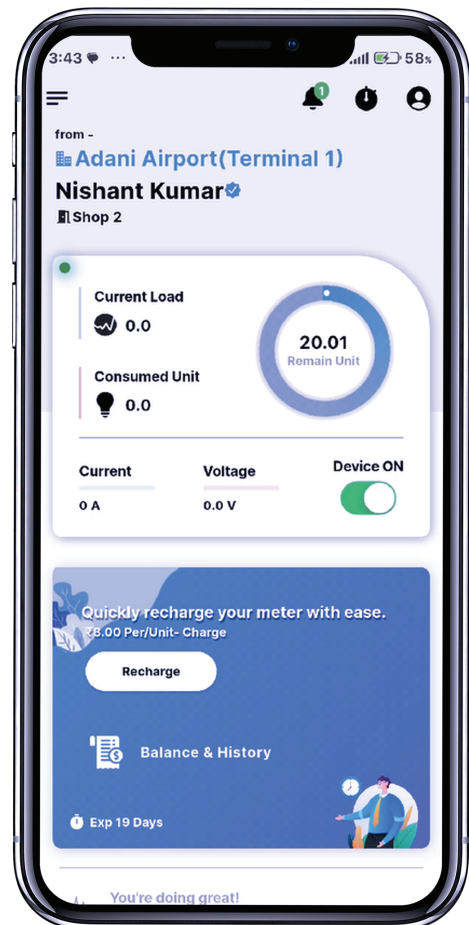 3:43 ... 58%
1
from -
Adani Airport(Terminal 1)
Nishant Kumar
Shop 2
Current Load
0.0
20.01
Remain Unit
Consumed Unit
0.0
Current Voltage Device ON
0 A 0.0 V
Quickly recharge your meter with ease.
₹8.00 Per/Unit- Charge
Recharge
Balance & History
Exp 19 Days
You're doing great!